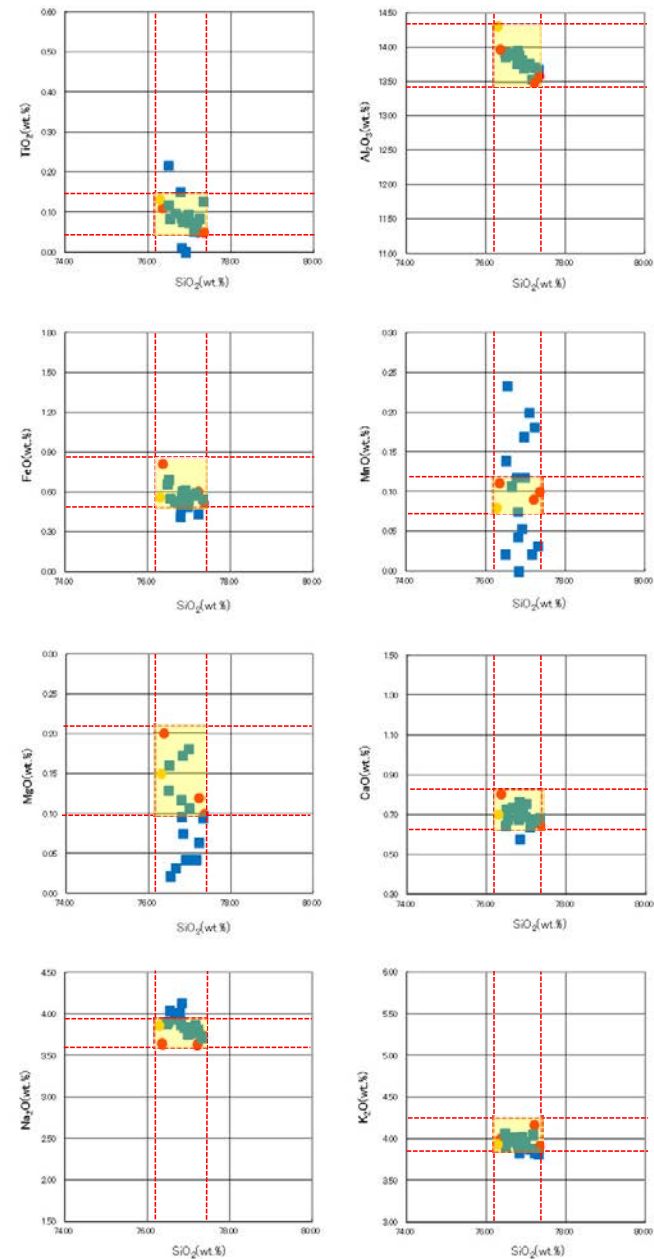 TiO₂(wt.%)
0.60
0.50
0.40
0.30
0.20
0.10
0.00
74.00 76.00 78.00 80.00
SiO₂(wt.%)
Al₂O₃(wt.%)
14.50
14.00
13.50
13.00
12.50
12.00
11.50
11.00
74.00 76.00 78.00 80.00
SiO₂(wt.%)
FeO(wt.%)
1.80
1.50
1.20
0.90
0.60
0.30
0.00
74.00 76.00 78.00 80.00
SiO₂(wt.%)
MnO(wt.%)
0.30
0.25
0.20
0.15
0.10
0.05
0.00
74.00 76.00 78.00 80.00
SiO₂(wt.%)
MgO(wt.%)
0.30
0.25
0.20
0.15
0.10
0.05
0.00
74.00 76.00 78.00 80.00
SiO₂(wt.%)
CaO(wt.%)
1.50
1.30
1.10
0.90
0.70
0.50
0.30
74.00 76.00 78.00 80.00
SiO₂(wt.%)
Na₂O(wt.%)
4.50
4.00
3.50
3.00
2.50
2.00
1.50
74.00 76.00 78.00 80.00
SiO₂(wt.%)
K₂O(wt.%)
6.00
5.50
5.00
4.50
4.00
3.50
3.00
74.00 76.00 78.00 80.00
SiO₂(wt.%)